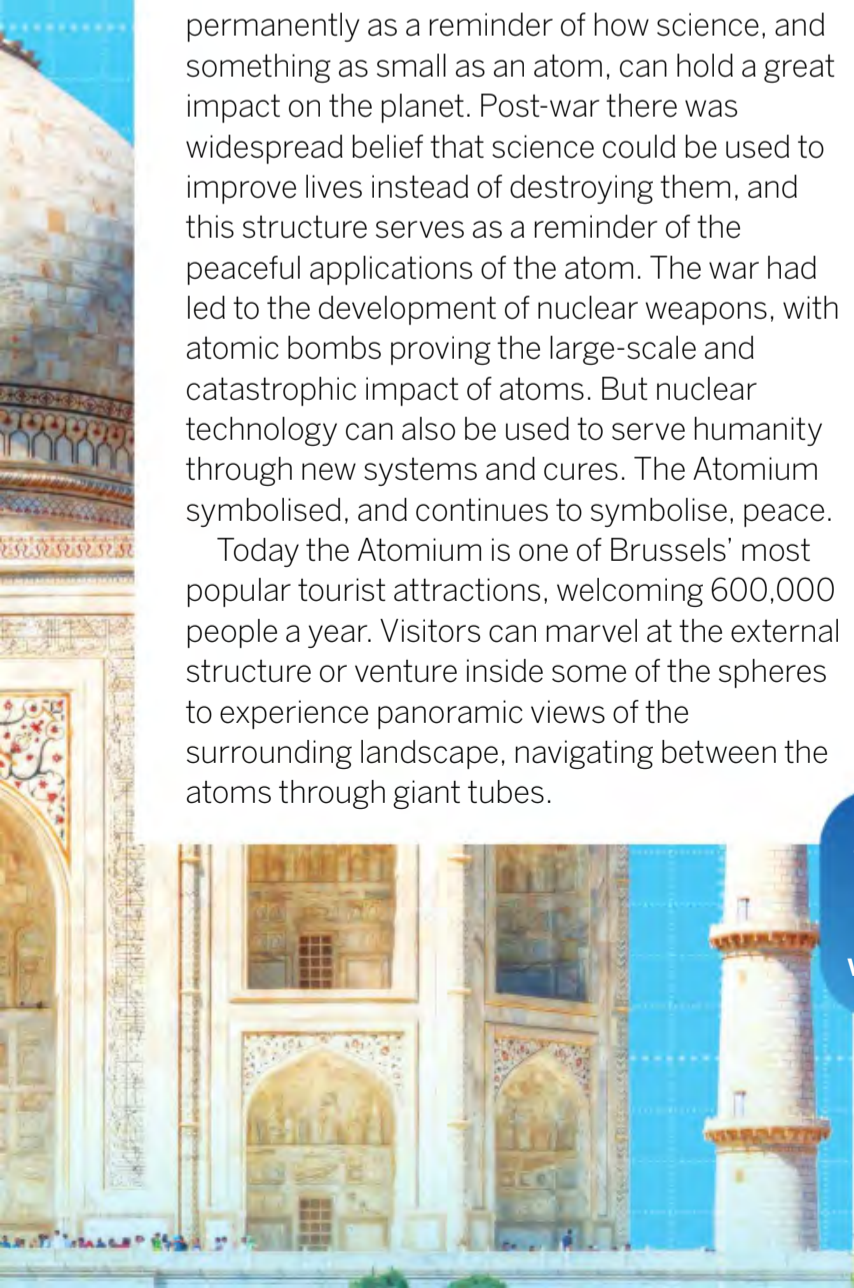 permanently as a reminder of how science, and
something as small as an atom, can hold a great
impact on the planet. Post-war there was
widespread belief that science could be used to
improve lives instead of destroying them, and
this structure serves as a reminder of the
peaceful applications of the atom. The war had
led to the development of nuclear weapons, with
atomic bombs proving the large-scale and
catastrophic impact of atoms. But nuclear
technology can also be used to serve humanity
through new systems and cures. The Atomium
symbolised, and continues to symbolise, peace.
Today the Atomium is one of Brussels’ most
popular tourist attractions, welcoming 600,000
people a year. Visitors can marvel at the external
structure or venture inside some of the spheres
to experience panoramic views of the
surrounding landscape, navigating between the
atoms through giant tubes.